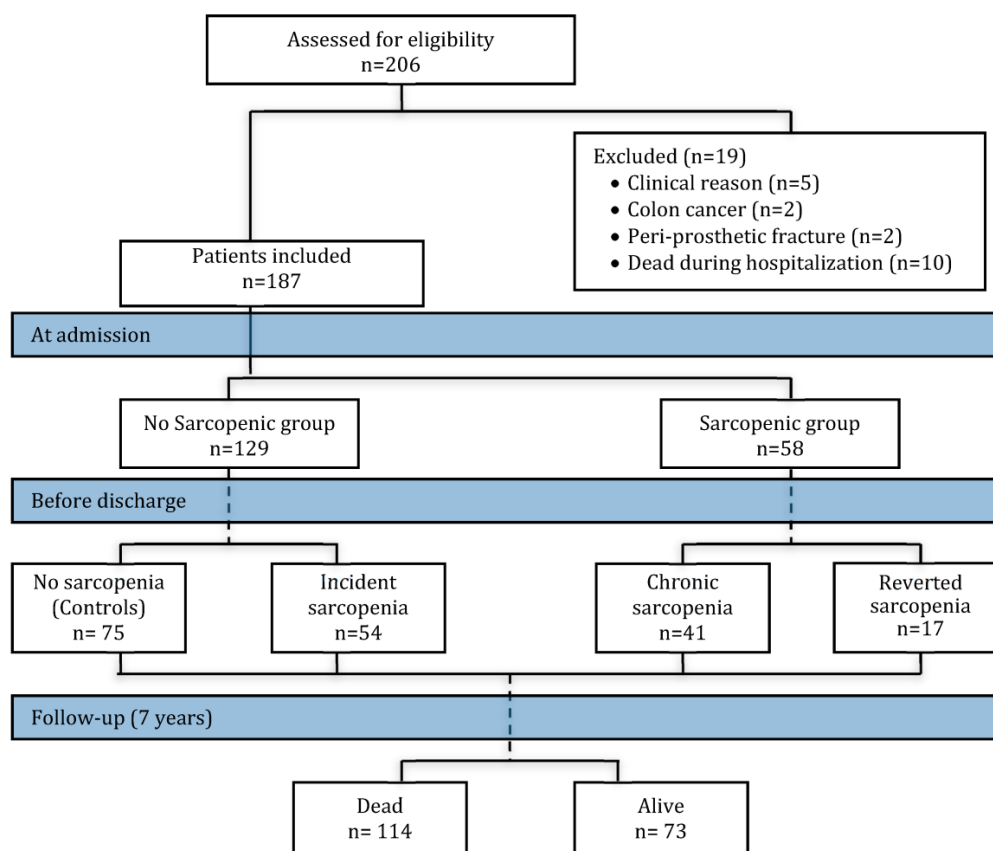 Assessed for eligibility
n=206
Excluded (n=19)
• Clinical reason (n=5)
• Colon cancer (n=2)
• Peri-prosthetic fracture (n=2)
• Dead during hospitalization (n=10)
Patients included
n=187
At admission
No Sarcopenic group
n=129
Sarcopenic group
n=58
Before discharge
No sarcopenia
(Controls)
n= 75
Incident
sarcopenia
n=54
Chronic
sarcopenia
n=41
Reverted
sarcopenia
n=17
Follow-up (7 years)
Dead
n= 114
Alive
n= 73